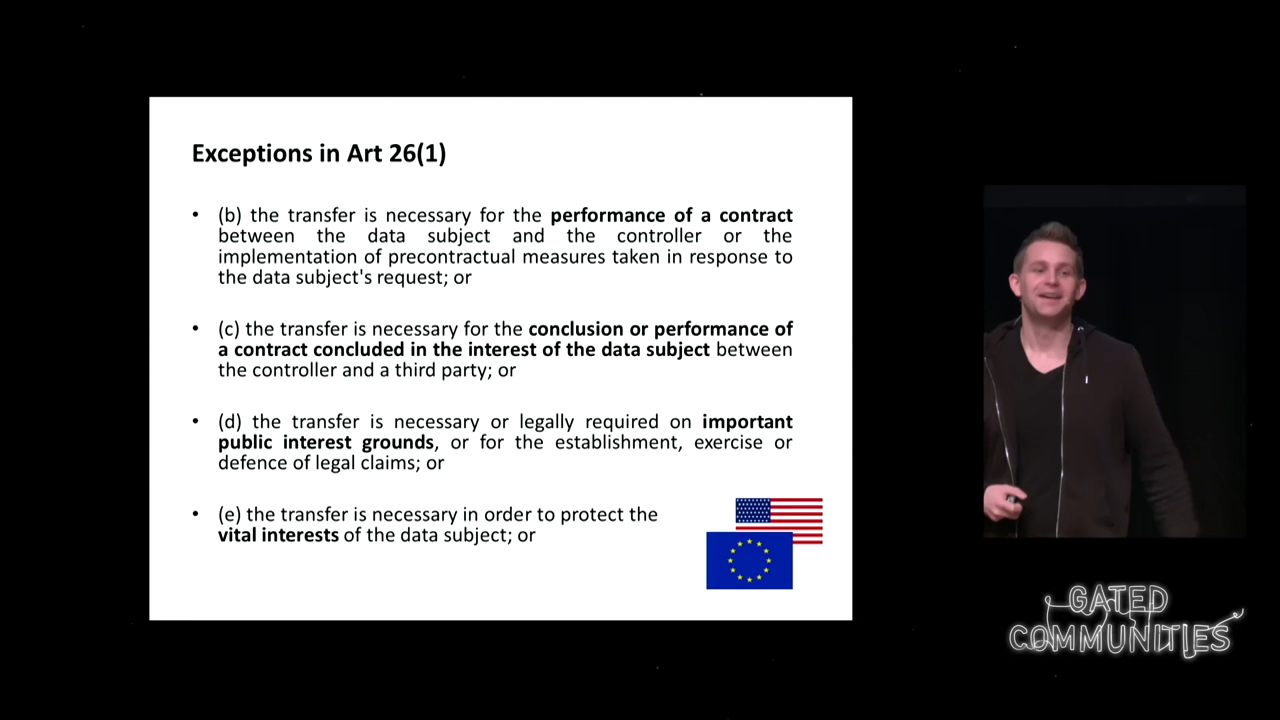 Exceptions in Art 26(1)
• (b) the transfer is necessary for the performance of a contract
between the data subject and the controller or the
implementation of precontractual measures taken in response to
the data subject's request; or
• (c) the transfer is necessary for the conclusion or performance of
a contract concluded in the interest of the data subject between
the controller and a third party; or
• (d) the transfer is necessary or legally required on important
public interest grounds, or for the establishment, exercise or
defence of legal claims; or
• (e) the transfer is necessary in order to protect the
vital interests of the data subject; or
GATED
COMMUNITIES